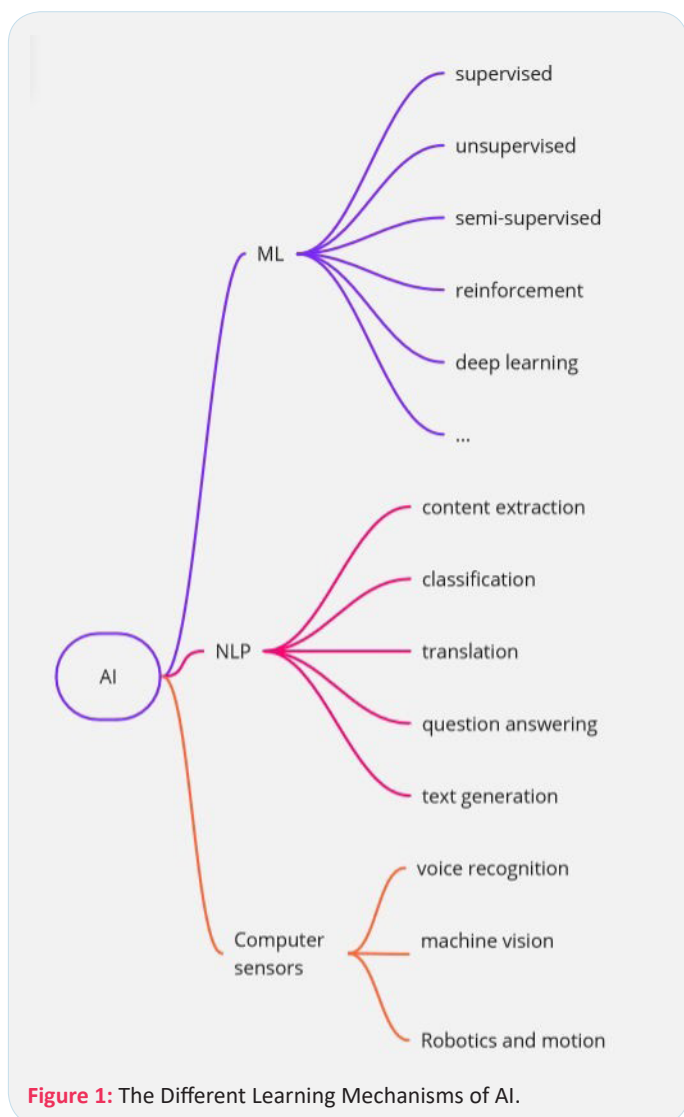 supervised
unsupervised
semi-supervised
ML
reinforcement
deep learning
...
content extraction
classification
NLP
translation
AI
question answering
text generation
voice recognition
Computer
sensors
machine vision
Robotics and motion
Figure 1: The Different Learning Mechanisms of AI.